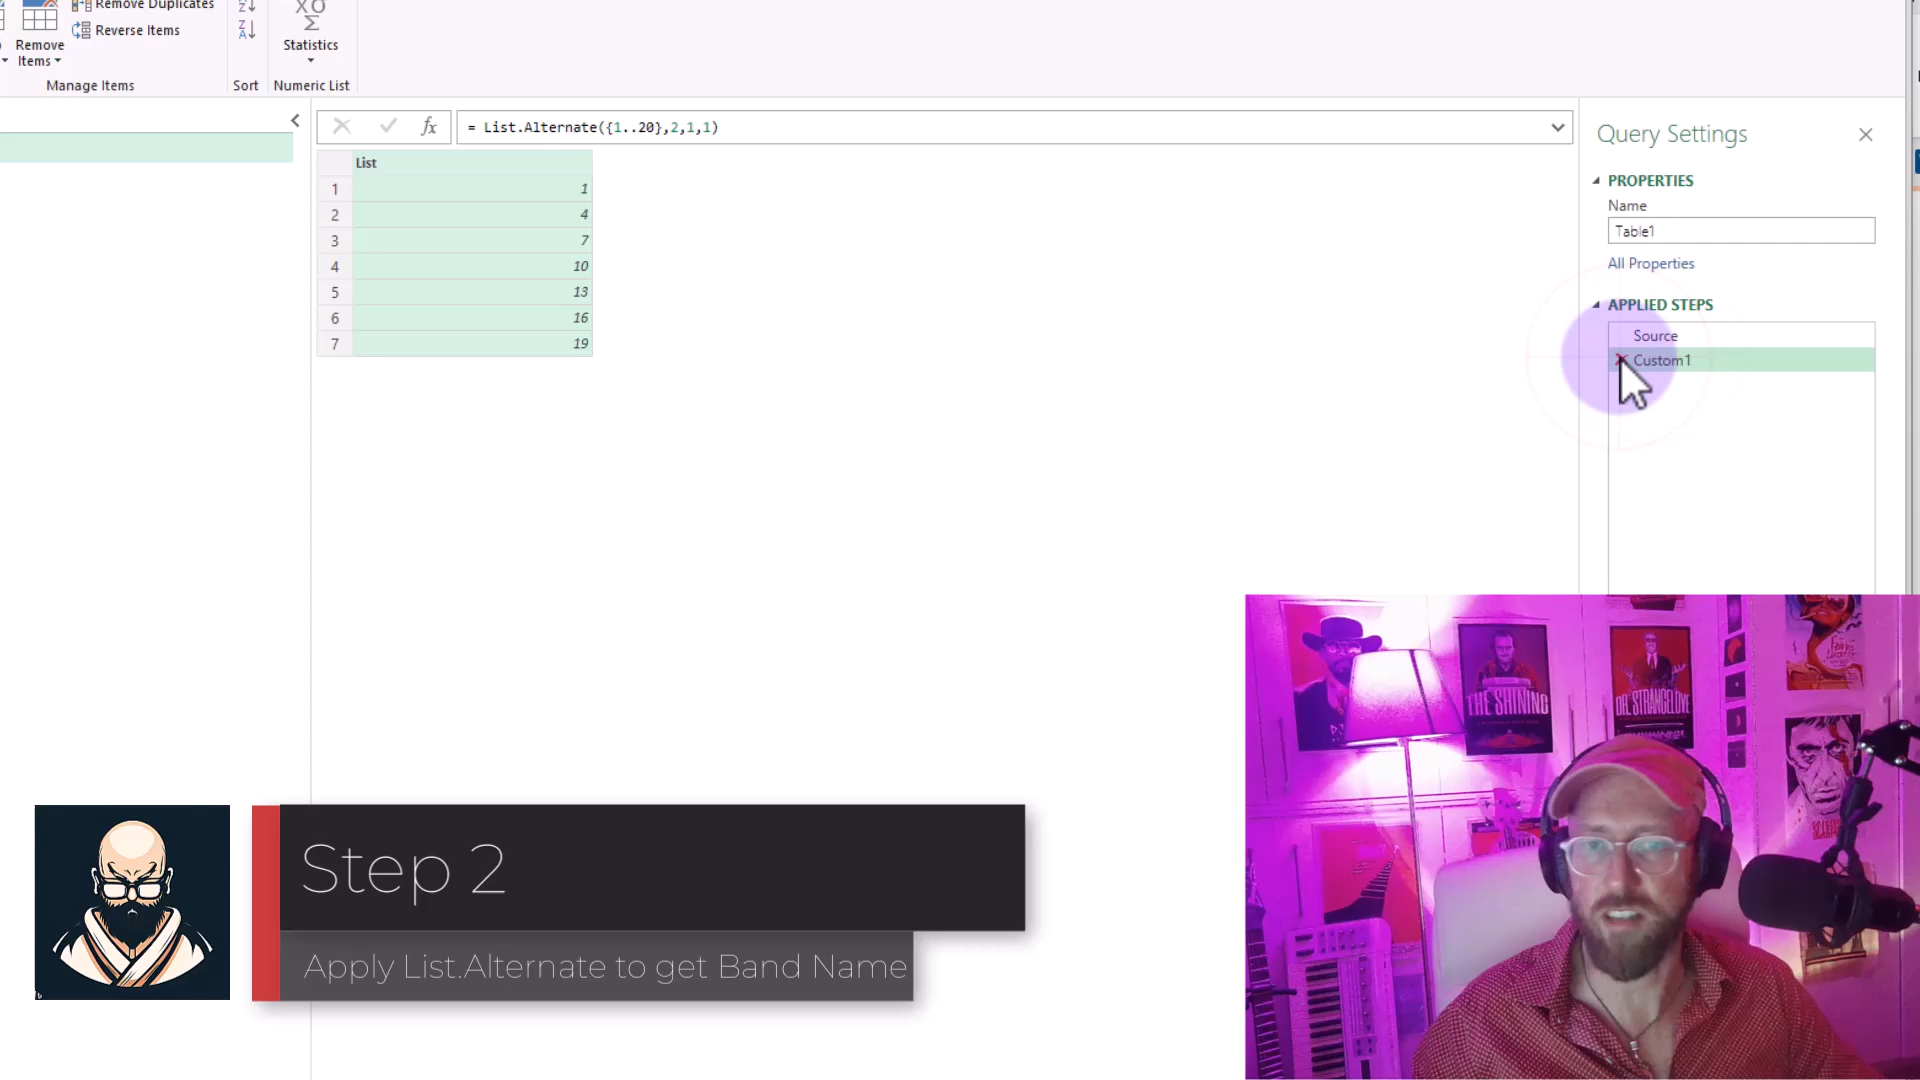 Remove Duplicates
Reverse Items
Remove
Items
Statistics
Manage Items
Sort
Numeric List
fx
= List.Alternate({1..20},2,1,1)
List
1 1
2 4
3 7
4 10
5 13
6 16
7 19
Query Settings
PROPERTIES
Name
Table1
All Properties
APPLIED STEPS
Source
Custom1
THE SHINING
DR. STRANGELOVE
Step 2
Apply List.Alternate to get Band Name